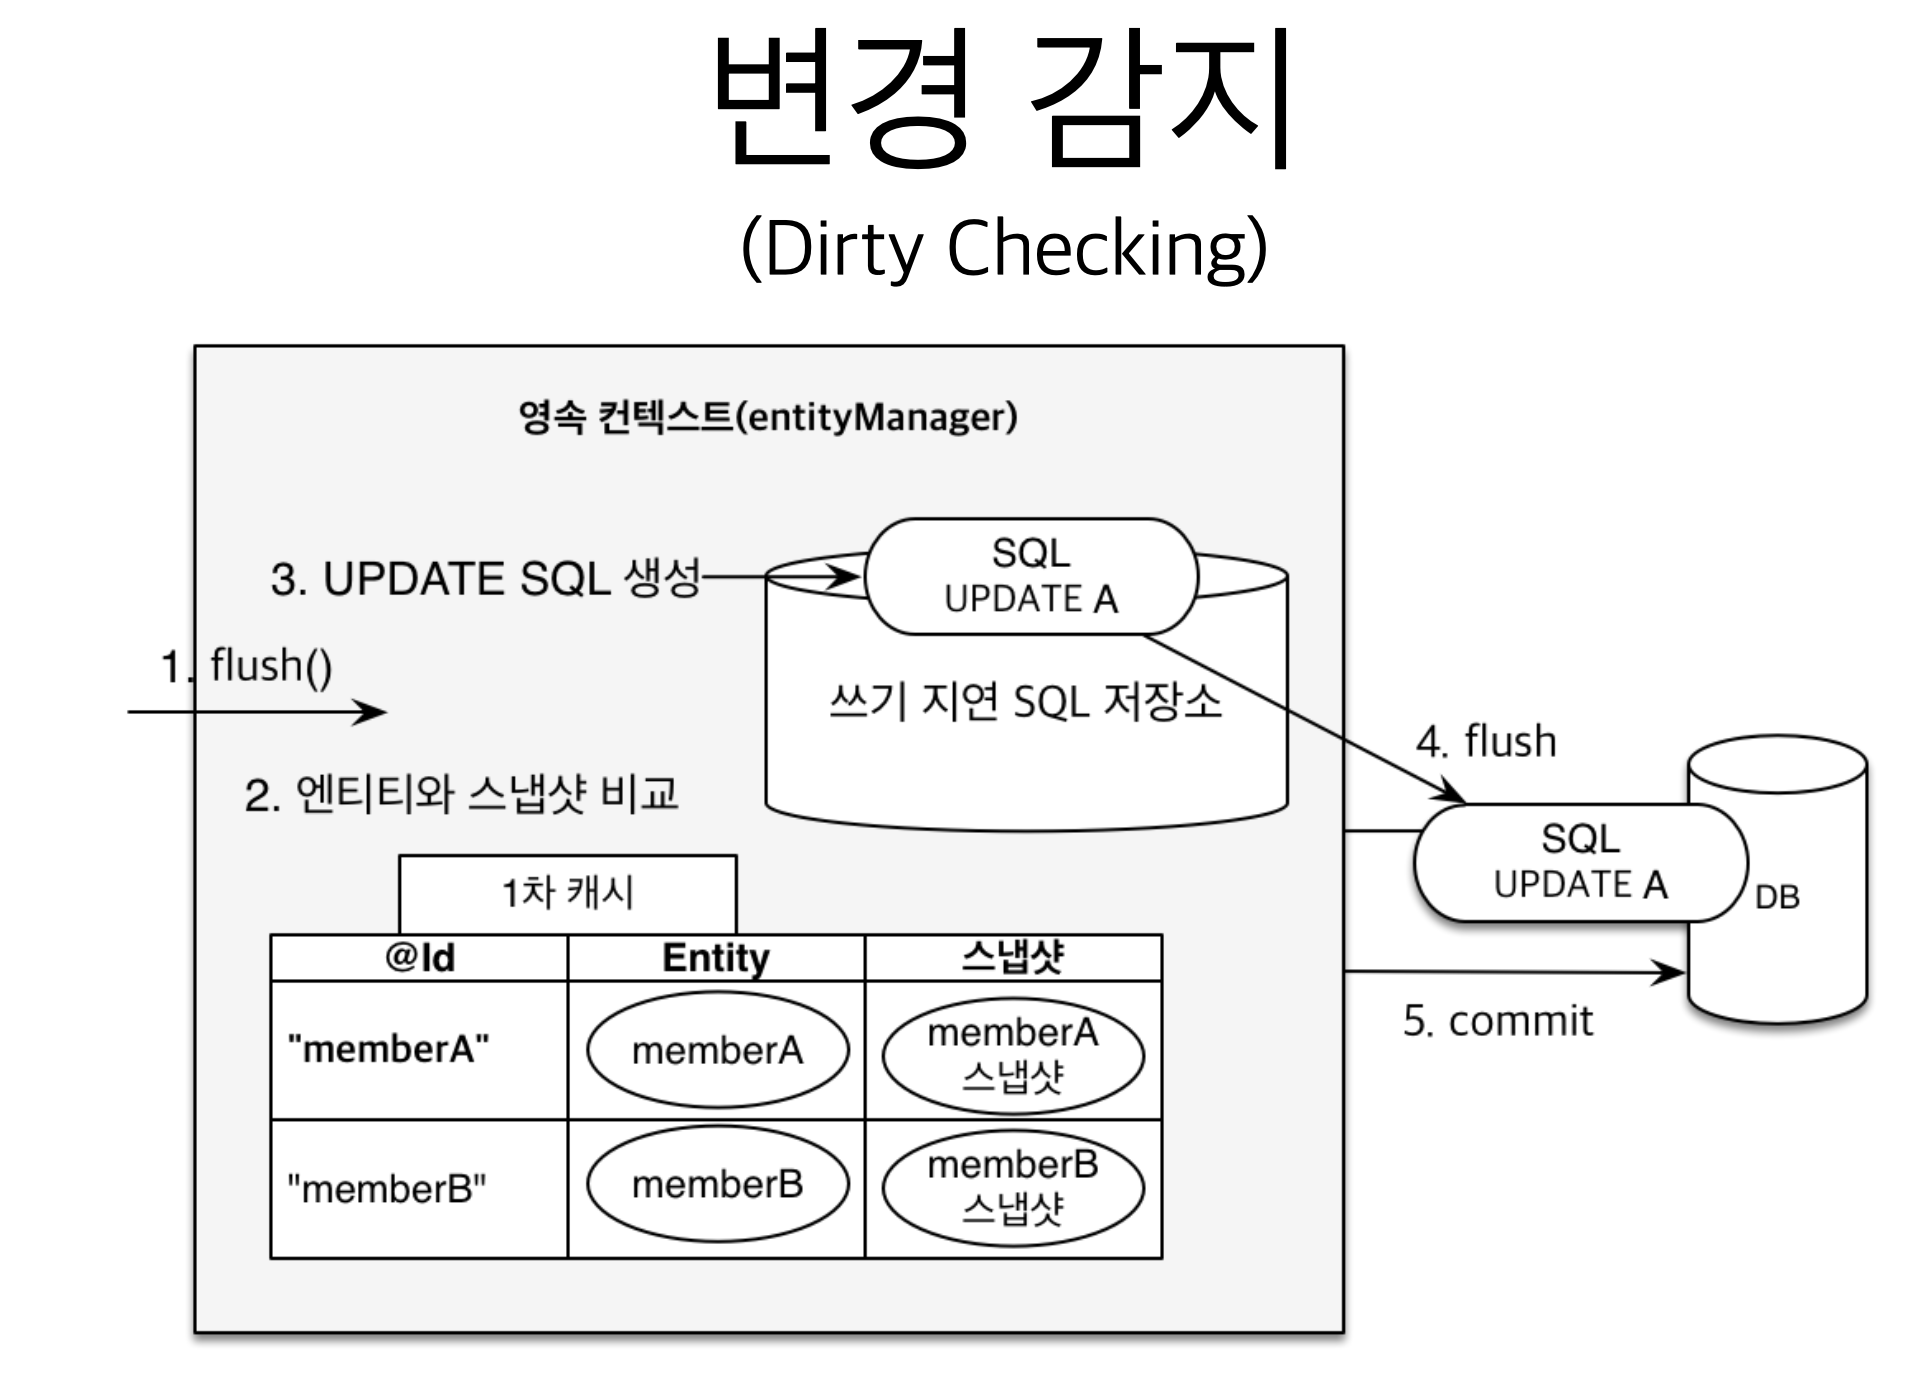 변경 감지
(Dirty Checking)
영속 컨텍스트(entityManager)
3. UPDATE SQL 생성
SQL
UPDATE A
1. flush()
쓰기 지연 SQL 저장소
2. 엔티티와 스냅샷 비교
4. flush
SQL
UPDATE A
DB
5. commit
1차 캐시
@Id Entity 스냅샷
"memberA" memberA memberA
스냅샷
"memberB" memberB memberB
스냅샷